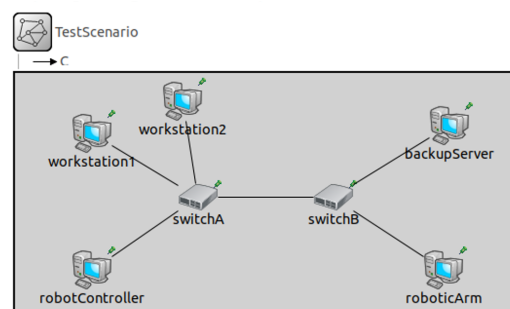 TestScenario
C
workstation2
workstation1
backupServer
switchA
switchB
robotController
roboticArm